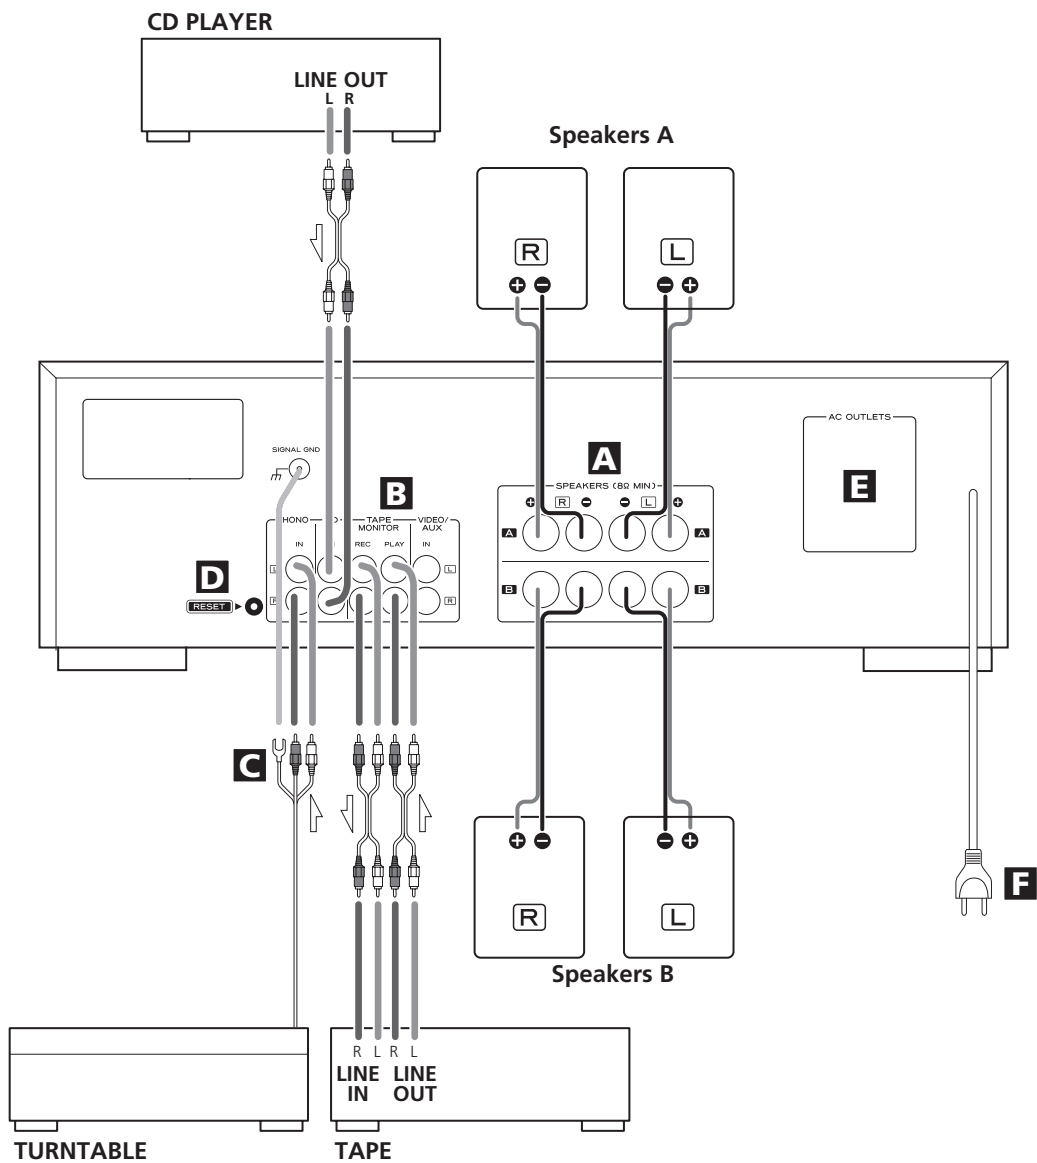 CD PLAYER
LINE OUT
L R
Speakers A
R
L
+ −
− +
AC OUTLETS
SIGNAL GND
A
SPEAKERS (8Ω MIN)
E
B
+ R − − L +
HONO
D
TAPE MONITOR
VIDEO/AUX
IN
REC
PLAY
IN
A
A
L
L
D
B
B
RESET
R
R
C
+ −
− +
F
R
L
Speakers B
R L R L
LINE IN
LINE OUT
TURNTABLE
TAPE